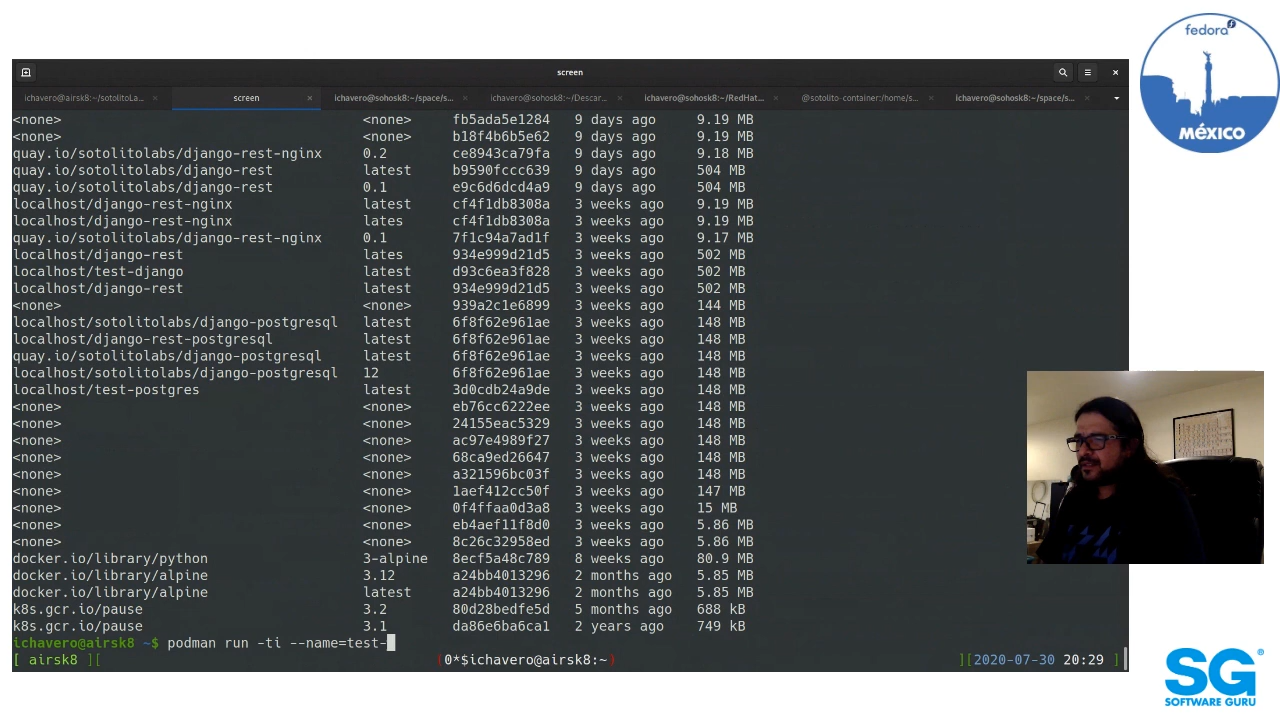 fedora
MÉXICO
screen
ichavero@airsk8:~/sotolitoLa... × screen × ichavero@sohosk8:~/space/s... × ichavero@sohosk8:~/Descar... × ichavero@sohosk8:~/RedHat... × @sotolito-container:/home/s... × ichavero@sohosk8:~/space/s... ×
<none> <none> fb5ada5e1284 9 days ago 9.19 MB
<none> <none> b18f4b6b5e62 9 days ago 9.19 MB
quay.io/sotolitolabs/django-rest-nginx 0.2 ce8943ca79fa 9 days ago 9.18 MB
quay.io/sotolitolabs/django-rest latest b9590fccc639 9 days ago 504 MB
quay.io/sotolitolabs/django-rest 0.1 e9c6d6dcd4a9 9 days ago 504 MB
localhost/django-rest-nginx latest cf4f1db8308a 3 weeks ago 9.19 MB
localhost/django-rest-nginx lates cf4f1db8308a 3 weeks ago 9.19 MB
quay.io/sotolitolabs/django-rest-nginx 0.1 7f1c94a7ad1f 3 weeks ago 9.17 MB
localhost/django-rest lates 934e999d21d5 3 weeks ago 502 MB
localhost/test-django latest d93c6ea3f828 3 weeks ago 502 MB
localhost/django-rest latest 934e999d21d5 3 weeks ago 502 MB
<none> <none> 939a2c1e6899 3 weeks ago 144 MB
localhost/sotolitolabs/django-postgresql latest 6f8f62e961ae 3 weeks ago 148 MB
localhost/django-rest-postgresql latest 6f8f62e961ae 3 weeks ago 148 MB
quay.io/sotolitolabs/django-postgresql latest 6f8f62e961ae 3 weeks ago 148 MB
localhost/sotolitolabs/django-postgresql 12 6f8f62e961ae 3 weeks ago 148 MB
localhost/test-postgres latest 3d0cdb24a9de 3 weeks ago 148 MB
<none> <none> eb76cc6222ee 3 weeks ago 148 MB
<none> <none> 24155eac5329 3 weeks ago 148 MB
<none> <none> ac97e4989f27 3 weeks ago 148 MB
<none> <none> 68ca9ed26647 3 weeks ago 148 MB
<none> <none> a321596bc03f 3 weeks ago 148 MB
<none> <none> 1aef412cc50f 3 weeks ago 147 MB
<none> <none> 0f4ffaa0d3a8 3 weeks ago 15 MB
<none> <none> eb4aef11f8d0 3 weeks ago 5.86 MB
<none> <none> 8c26c32958ed 3 weeks ago 5.86 MB
docker.io/library/python 3-alpine 8ecf5a48c789 8 weeks ago 80.9 MB
docker.io/library/alpine 3.12 a24bb4013296 2 months ago 5.85 MB
docker.io/library/alpine latest a24bb4013296 2 months ago 5.85 MB
k8s.gcr.io/pause 3.2 80d28bedfe5d 5 months ago 688 kB
k8s.gcr.io/pause 3.1 da86e6ba6ca1 2 years ago 749 kB
ichavero@airsk8 ~$ podman run -ti --name=test-
[ airsk8 ][ (0*$ichavero@airsk8:~) ][2020-07-30 20:29 ]
SG®
SOFTWARE GURU